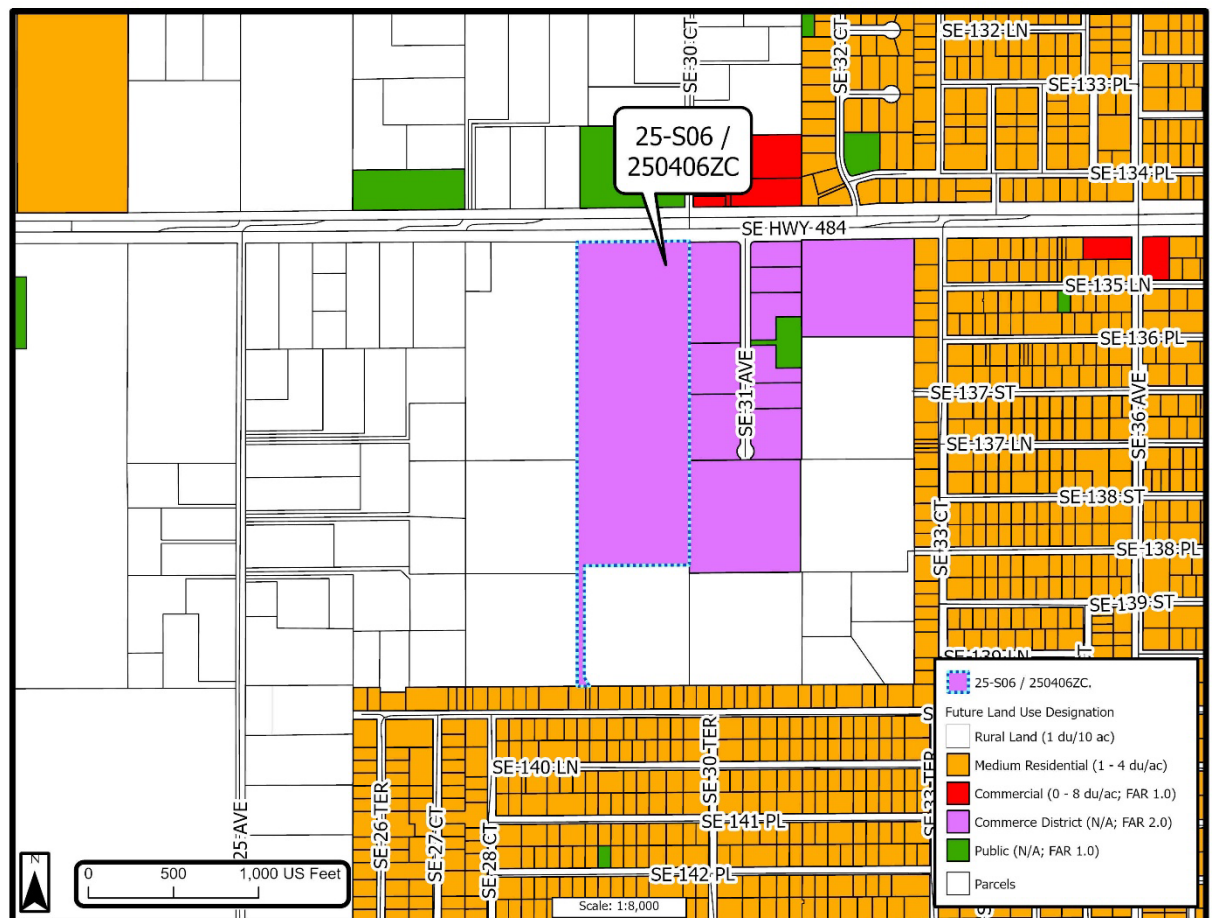 SE 30 CT
SE 32 CT
SE 132 LN
SE 133 PL
25-S06 /
250406ZC
SE 134 PL
SE HWY 484
SE 135 LN
SE 136 PL
SE 31 AVE
SE 36 AVE
SE 137 ST
SE 137 LN
SE 138 ST
SE 33 CT
SE 138 PL
SE 139 ST
SE 139 LN
CT
25-S06 / 250406ZC.
Future Land Use Designation
Rural Land (1 du/10 ac)
Medium Residential (1 - 4 du/ac)
Commercial (0 - 8 du/ac; FAR 1.0)
Commerce District (N/A; FAR 2.0)
Public (N/A; FAR 1.0)
Parcels
S
SE 30 TER
SE 140 LN
SE 33 TER
25 AVE
SE 26 TER
SE 27 CT
SE 28 CT
SE 141 PL
SE 142 PL
N
0 500 1,000 US Feet
Scale: 1:8,000